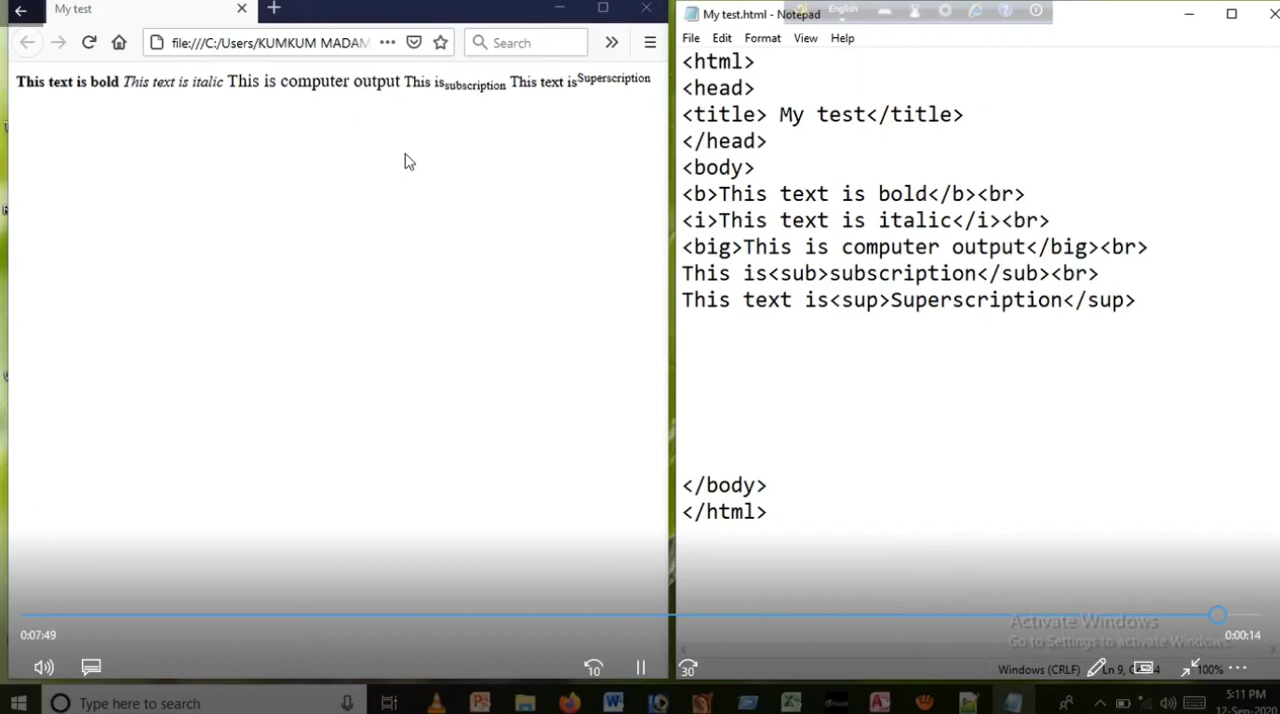 My test
file:///C:/Users/KUMKUM MADAM
Search
This text is bold This text is italic This is computer output This issubscription This text isSuperscription
My test.html - Notepad
English
File Edit Format View Help
<html>
<head>
<title> My test</title>
</head>
<body>
<b>This text is bold</b><br>
<i>This text is italic</i><br>
<big>This is computer output</big><br>
This is<sub>subscription</sub><br>
This text is<sup>Superscription</sup>
</body>
</html>
Activate Windows
Go to Settings to activate Windows.
0:07:49
0:00:14
10
30
Windows (CRLF)
100%
Type here to search
5:11 PM
12-Sep-2020